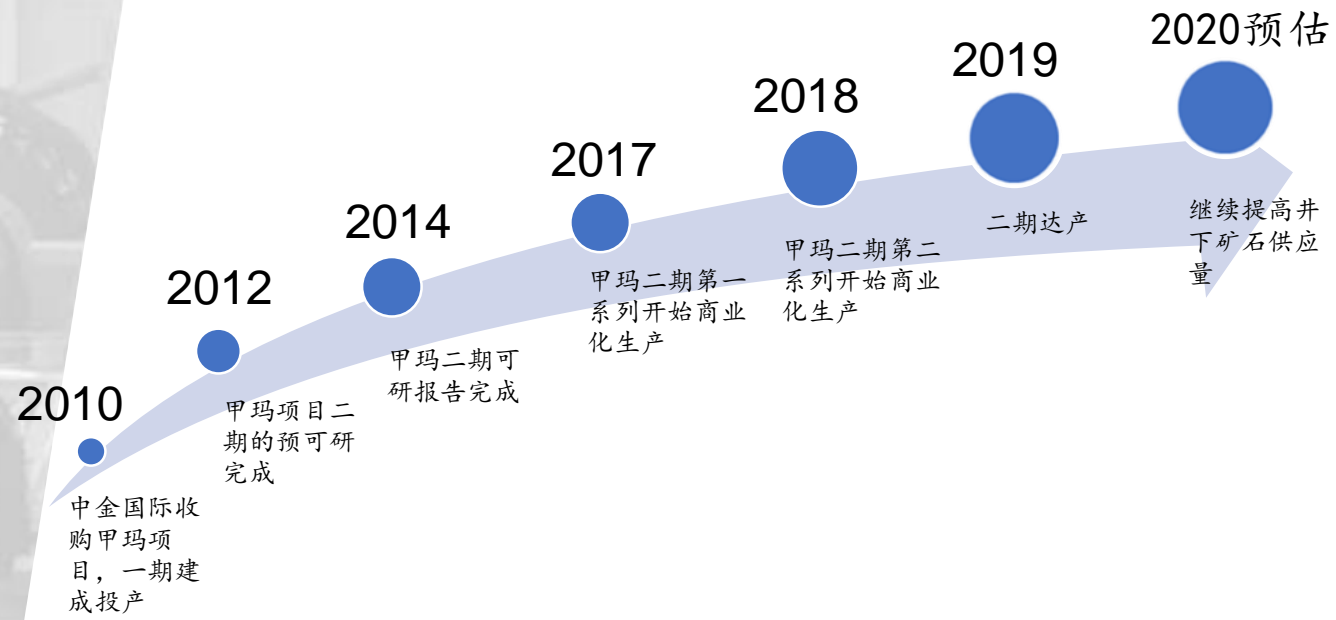 2010
中金国际收
购甲玛项
目，一期建
成投产
2012
甲玛项目二
期的预可研
完成
2014
甲玛二期可
研报告完成
2017
甲玛二期第一
系列开始商业
化生产
2018
甲玛二期第二
系列开始商业
化生产
2019
二期达产
2020预估
继续提高井
下矿石供应
量